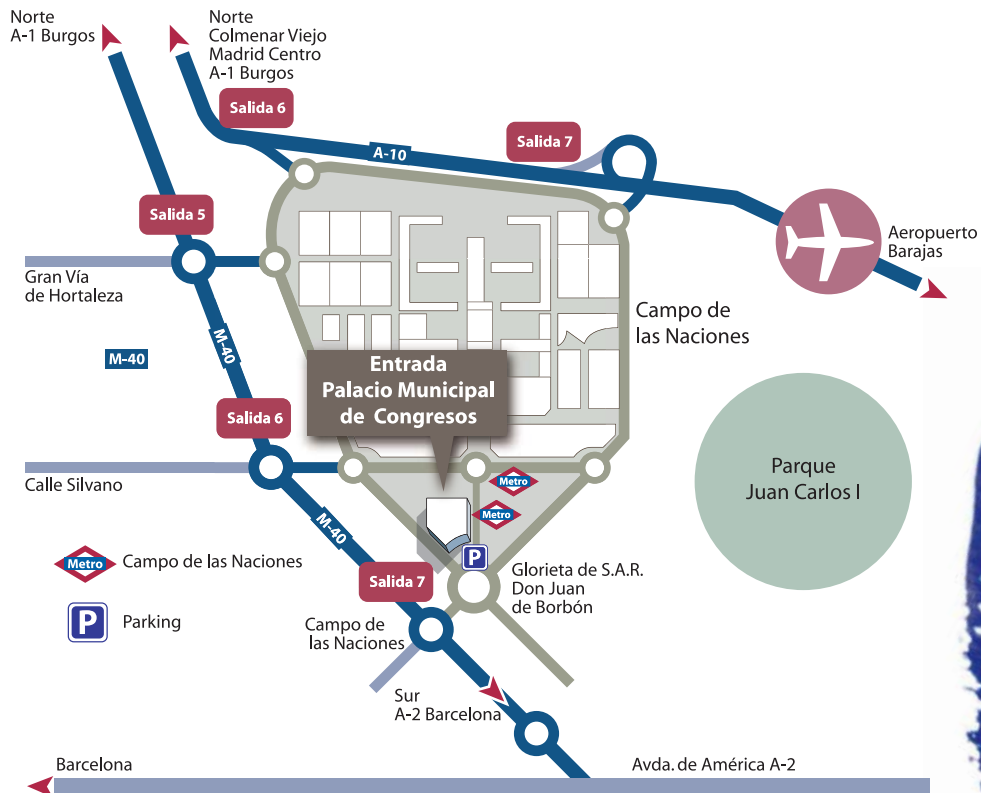 Norte
A-1 Burgos
Norte
Colmenar Viejo
Madrid Centro
A-1 Burgos
Salida 6
Salida 7
A-10
Salida 5
Aeropuerto
Barajas
Gran Vía
de Hortaleza
Campo de
las Naciones
M-40
M-40
Entrada
Palacio Municipal
de Congresos
Salida 6
Calle Silvano
Parque
Juan Carlos I
Metro
Metro
M-40
Metro
Campo de las Naciones
Salida 7
P
Glorieta de S.A.R.
Don Juan
de Borbón
P
Parking
Campo de
las Naciones
Sur
A-2 Barcelona
Barcelona
Avda. de América A-2